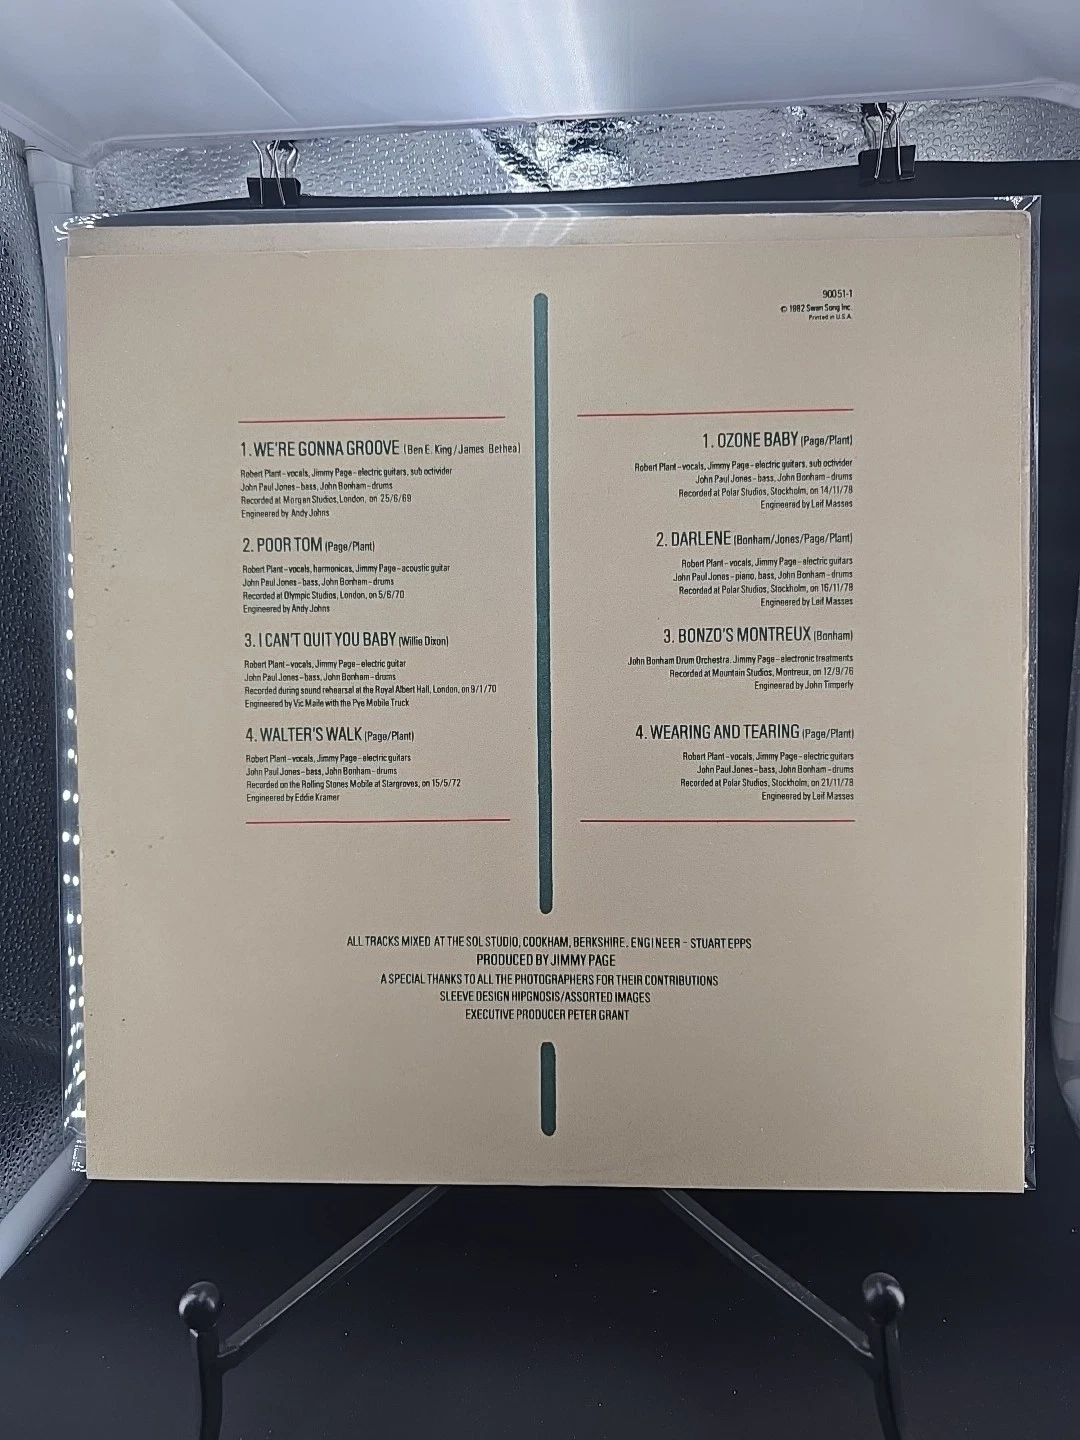 90051-1
© 1982 Swan Song Inc.
Printed in U.S.A.
1. WE'RE GONNA GROOVE (Ben E. King/James Bethea)
Robert Plant-vocals, Jimmy Page-electric guitars, sub octivider
John Paul Jones-bass, John Bonham-drums
Recorded at Morgan Studios, London, on 25/6/69
Engineered by Andy Johns
2. POOR TOM (Page/Plant)
Robert Plant-vocals, harmonicas, Jimmy Page-acoustic guitar
John Paul Jones-bass, John Bonham-drums
Recorded at Olympic Studios, London, on 5/6/70
Engineered by Andy Johns
3. I CAN'T QUIT YOU BABY (Willie Dixon)
Robert Plant-vocals, Jimmy Page-electric guitar
John Paul Jones-bass, John Bonham-drums
Recorded during sound rehearsal at the Royal Albert Hall, London, on 9/1/70
Engineered by Vic Maile with the Pye Mobile Truck
4. WALTER'S WALK (Page/Plant)
Robert Plant-vocals, Jimmy Page-electric guitars
John Paul Jones-bass, John Bonham-drums
Recorded on the Rolling Stones Mobile at Stargroves, on 15/5/72
Engineered by Eddie Kramer
1. OZONE BABY (Page/Plant)
Robert Plant-vocals, Jimmy Page-electric guitars, sub octivider
John Paul Jones-bass, John Bonham-drums
Recorded at Polar Studios, Stockholm, on 14/11/78
Engineered by Leif Masses
2. DARLENE (Bonham/Jones/Page/Plant)
Robert Plant-vocals, Jimmy Page-electric guitars
John Paul Jones-piano, bass, John Bonham-drums
Recorded at Polar Studios, Stockholm, on 16/11/78
Engineered by Leif Masses
3. BONZO'S MONTREUX (Bonham)
John Bonham Drum Orchestra. Jimmy Page-electronic treatments
Recorded at Mountain Studios, Montreux, on 12/9/76
Engineered by John Timperly
4. WEARING AND TEARING (Page/Plant)
Robert Plant-vocals, Jimmy Page-electric guitars
John Paul Jones-bass, John Bonham-drums
Recorded at Polar Studios, Stockholm, on 21/11/78
Engineered by Leif Masses
ALL TRACKS MIXED AT THE SOL STUDIO, COOKHAM, BERKSHIRE. ENGINEER - STUART EPPS
PRODUCED BY JIMMY PAGE
A SPECIAL THANKS TO ALL THE PHOTOGRAPHERS FOR THEIR CONTRIBUTIONS
SLEEVE DESIGN HIPGNOSIS/ASSORTED IMAGES
EXECUTIVE PRODUCER PETER GRANT